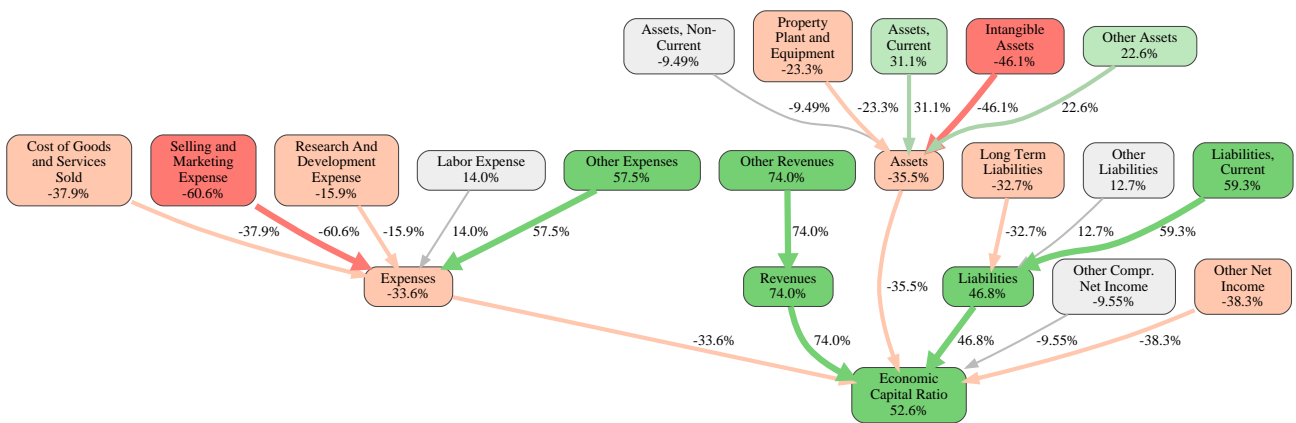 Assets, Non-
Current
-9.49%
Property
Plant and
Equipment
-23.3%
Assets,
Current
31.1%
Intangible
Assets
-46.1%
Other Assets
22.6%
-9.49%
-23.3%
31.1%
-46.1%
22.6%
Cost of Goods
and Services
Sold
-37.9%
Selling and
Marketing
Expense
-60.6%
Research And
Development
Expense
-15.9%
Labor Expense
14.0%
Other Expenses
57.5%
Other Revenues
74.0%
Assets
-35.5%
Long Term
Liabilities
-32.7%
Other
Liabilities
12.7%
Liabilities,
Current
59.3%
-37.9%
-60.6%
-15.9%
14.0%
57.5%
74.0%
-32.7%
12.7%
59.3%
Expenses
-33.6%
Revenues
74.0%
-35.5%
Liabilities
46.8%
Other Compr.
Net Income
-9.55%
Other Net
Income
-38.3%
-33.6%
74.0%
46.8%
-9.55%
-38.3%
Economic
Capital Ratio
52.6%